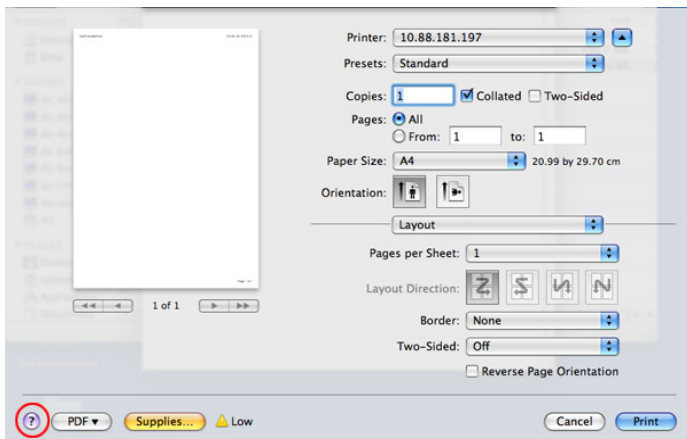 Printer: 10.88.181.197
Presets: Standard
Copies: 1 Collated Two-Sided
Pages: All
From: 1 to: 1
Paper Size: A4 20.99 by 29.70 cm
Orientation:
Layout
Pages per Sheet: 1
Layout Direction:
Border: None
Two-Sided: Off
Reverse Page Orientation
1 of 1
? PDF ▼ Supplies... Low Cancel Print